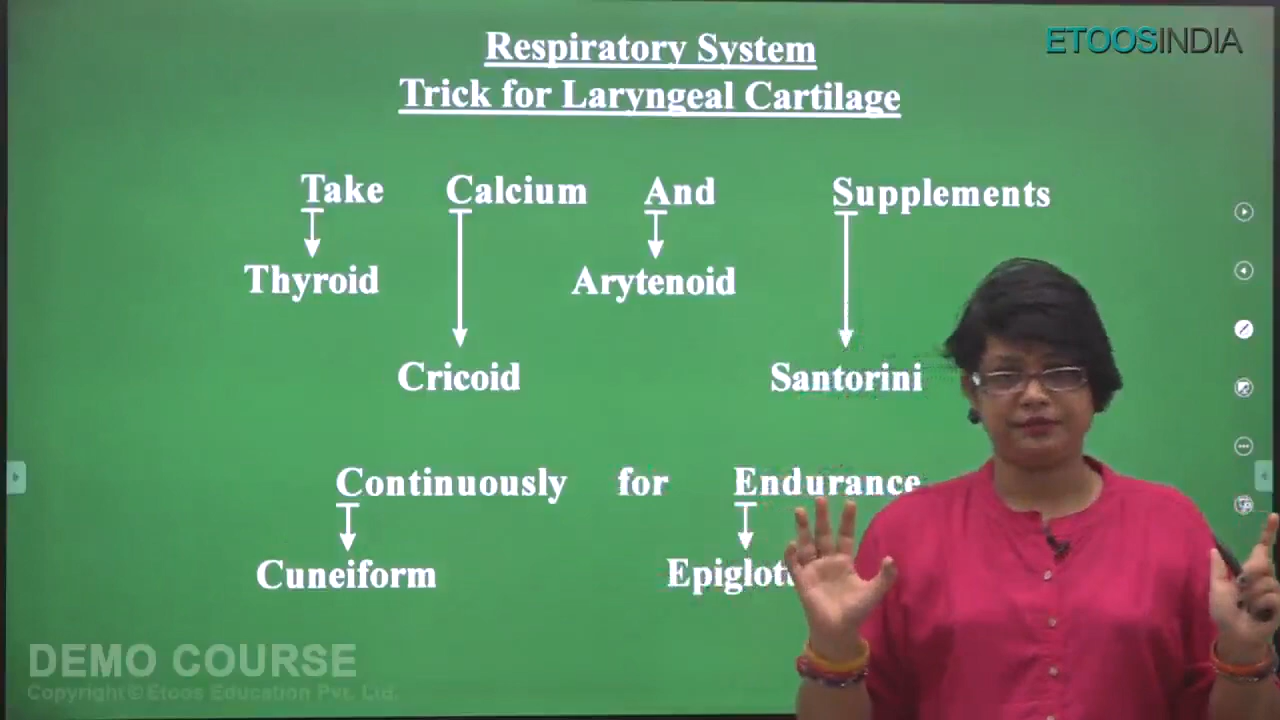 ETOOSINDIA
Respiratory System
Trick for Laryngeal Cartilage
Take Calcium And Supplements
Thyroid Arytenoid
Cricoid Santorini
Continuously for Endurance
Cuneiform
DEMO COURSE
Copyright © Etoos Education Pvt. Ltd.